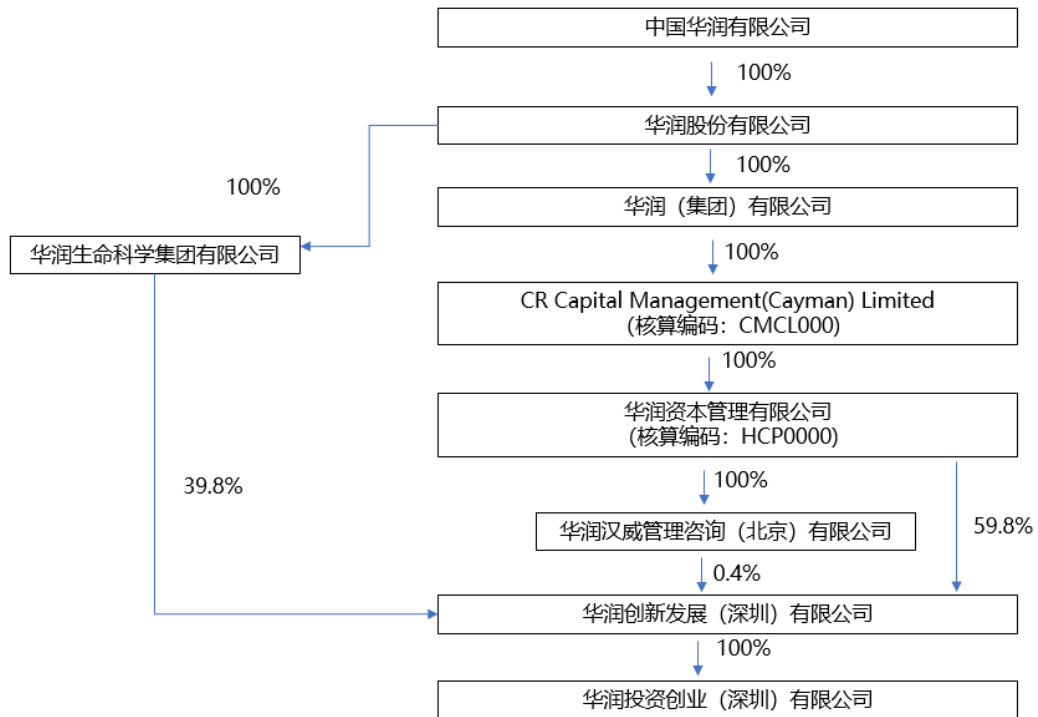 中国华润有限公司
100%
华润股份有限公司
100%
100%
华润（集团）有限公司
华润生命科学集团有限公司
100%
CR Capital Management(Cayman) Limited
(核算编码：CMCL000)
100%
华润资本管理有限公司
(核算编码：HCP0000)
39.8%
100%
华润汉威管理咨询（北京）有限公司
59.8%
0.4%
华润创新发展（深圳）有限公司
100%
华润投资创业（深圳）有限公司